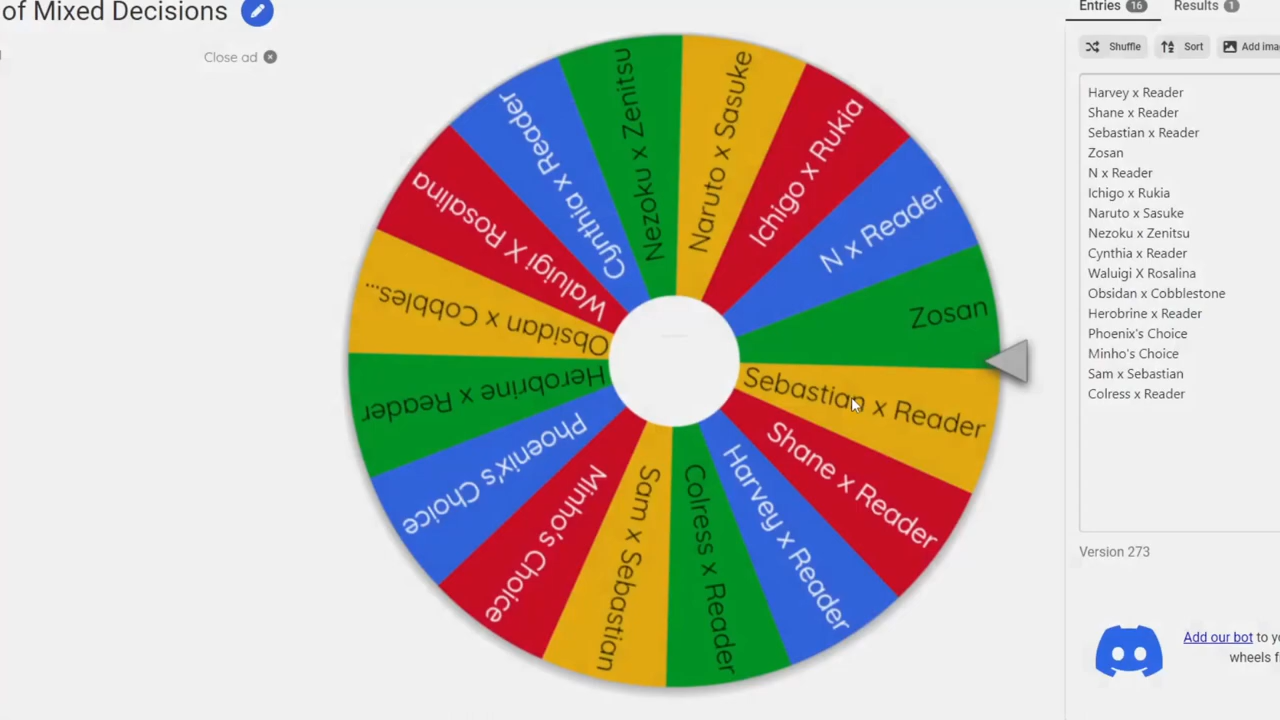 of Mixed Decisions
Close ad
Entries 16 Results 1
Shuffle Sort Add
Harvey x Reader
Shane x Reader
Sebastian x Reader
Zosan
N x Reader
Ichigo x Rukia
Naruto x Sasuke
Nezoku x Zenitsu
Cynthia x Reader
Waluigi X Rosalina
Obsidan x Cobblestone
Herobrine x Reader
Phoenix's Choice
Minho's Choice
Sam x Sebastian
Colress x Reader
Version 273
Add our bot to
wheels
Nezoku x Zenitsu
Naruto x Sasuke
Ichigo x Rukia
N x Reader
Zosan
Sebastian x Reader
Shane x Reader
Harvey x Reader
Colress x Reader
Sam x Sebastian
Minho's Choice
Phoenix's Choice
Herobrine x Reader
Obsidan x Cobbles...
Waluigi X Rosalina
Cynthia x Reader